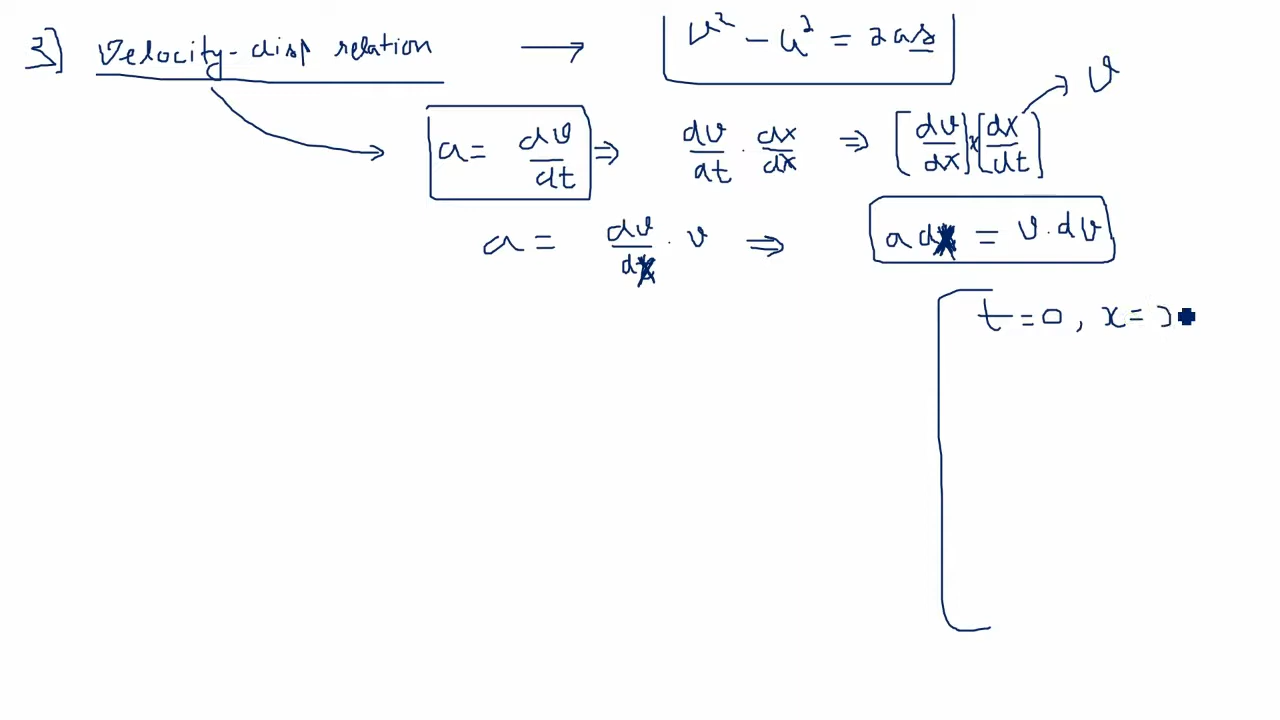 3] Velocity-disp relation → v² - u² = 2as
a = dv/dt ⇒ dv/dt · dx/dx ⇒ [dv/dx] x [dx/dt] → v
a = dv/dx · v ⇒ a dx = v · dv
t = 0, x =